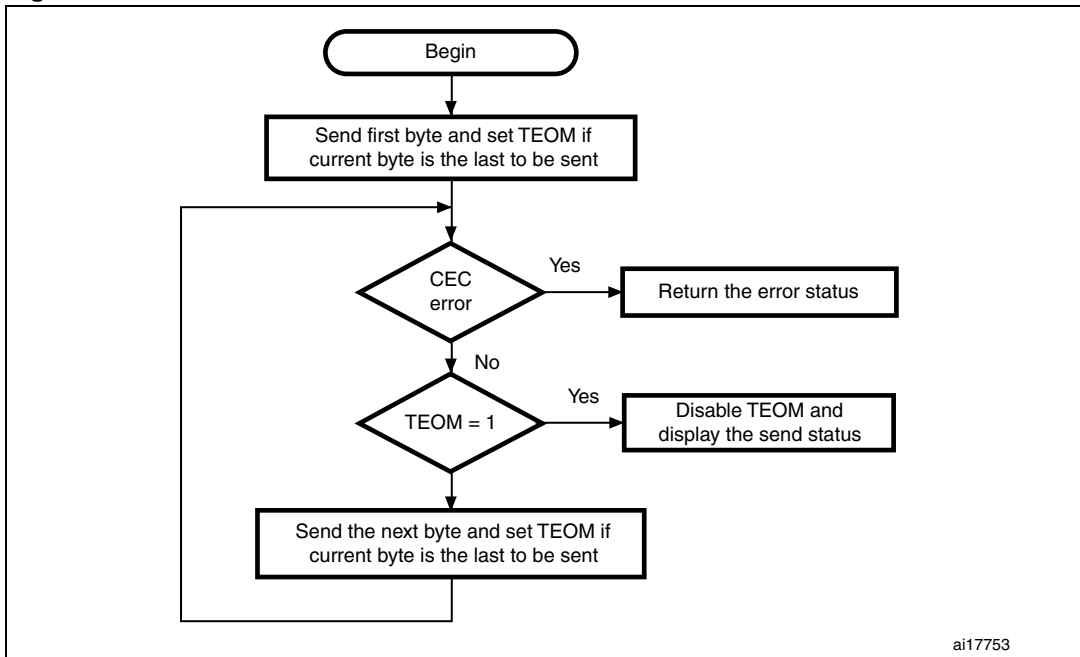 Begin
Send first byte and set TEOM if
current byte is the last to be sent
CEC
error
Yes
Return the error status
No
TEOM = 1
Yes
Disable TEOM and
display the send status
Send the next byte and set TEOM if
current byte is the last to be sent
ai17753